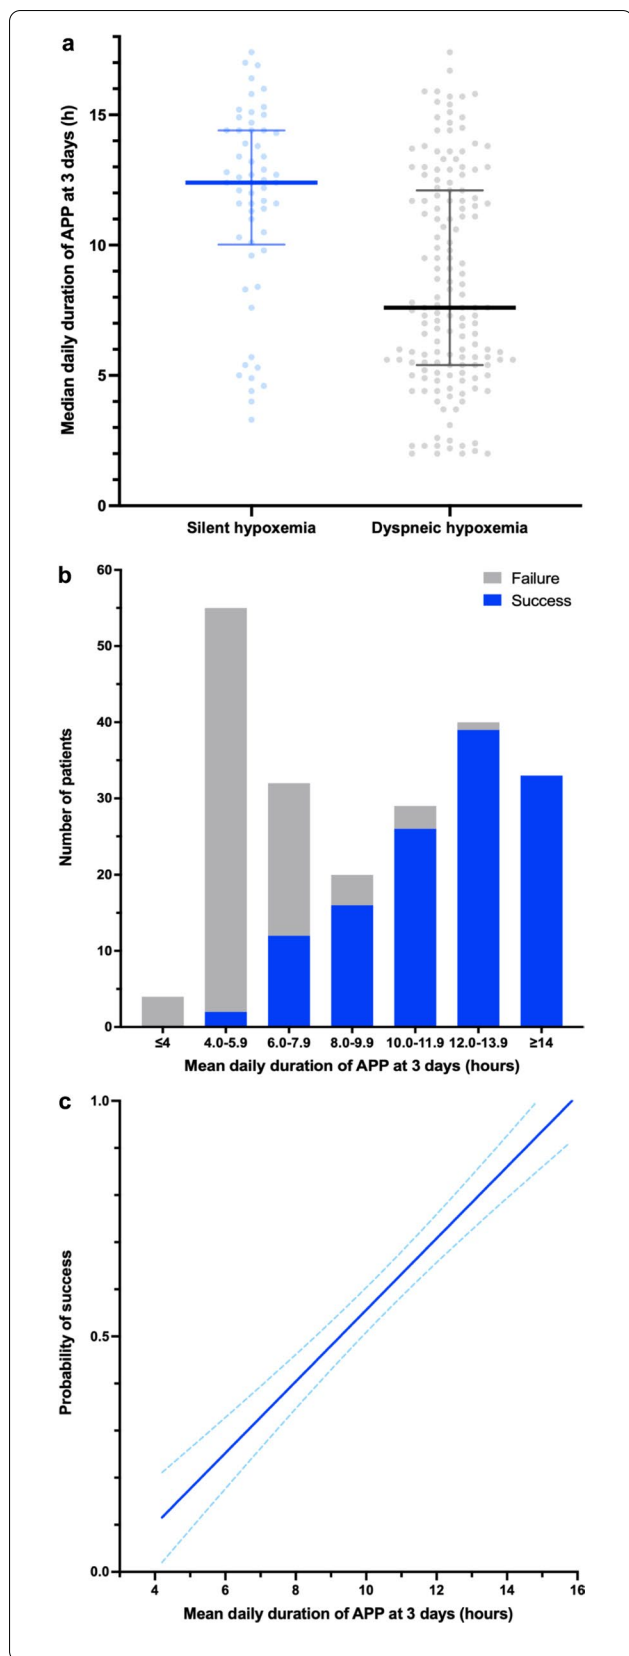 a
Median daily duration of APP at 3 days (h)
15
10
5
0
Silent hypoxemia
Dyspneic hypoxemia
b
Failure
Success
Number of patients
60
50
40
30
20
10
0
≤4 4.0-5.9 6.0-7.9 8.0-9.9 10.0-11.9 12.0-13.9 ≥14
Mean daily duration of APP at 3 days (hours)
c
Probability of success
1.0
0.5
0.0
4 6 8 10 12 14 16
Mean daily duration of APP at 3 days (hours)